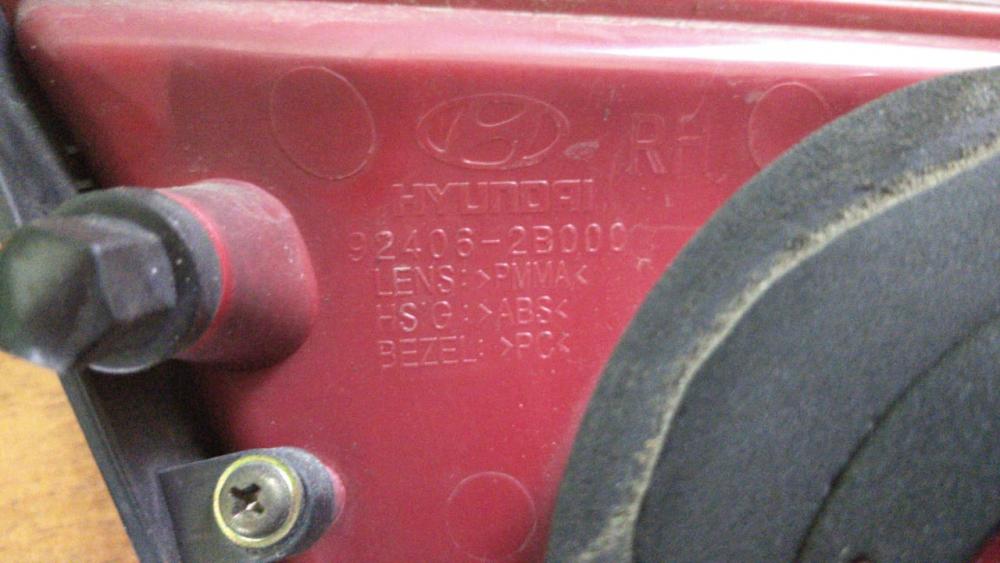 RH
HYUNDAI
92406-2B000
LENS: >PMMA<
HS'G: >ABS<
BEZEL: >PC<